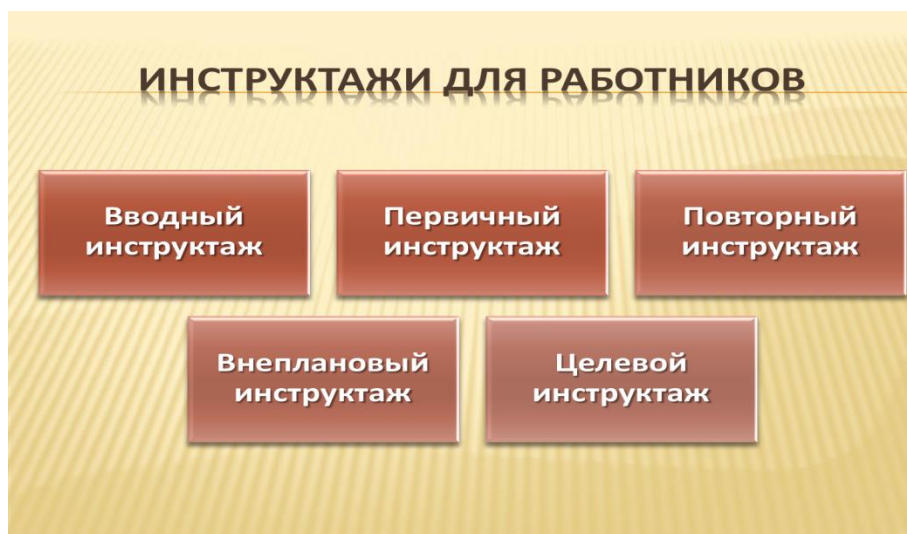 ИНСТРУКТАЖИ ДЛЯ РАБОТНИКОВ
Вводный
инструктаж
Первичный
инструктаж
Повторный
инструктаж
Внеплановый
инструктаж
Целевой
инструктаж